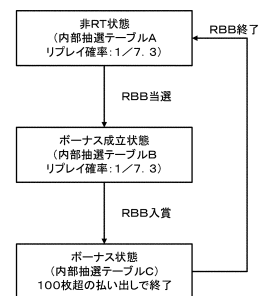 非RT状態
(内部抽選テーブルA
リプレイ確率:1/7.3)
RBB終了
RBB当選
ボーナス成立状態
(内部抽選テーブルB
リプレイ確率:1/7.3)
RBB入賞
ボーナス状態
(内部抽選テーブルC)
100枚超の払い出しで終了